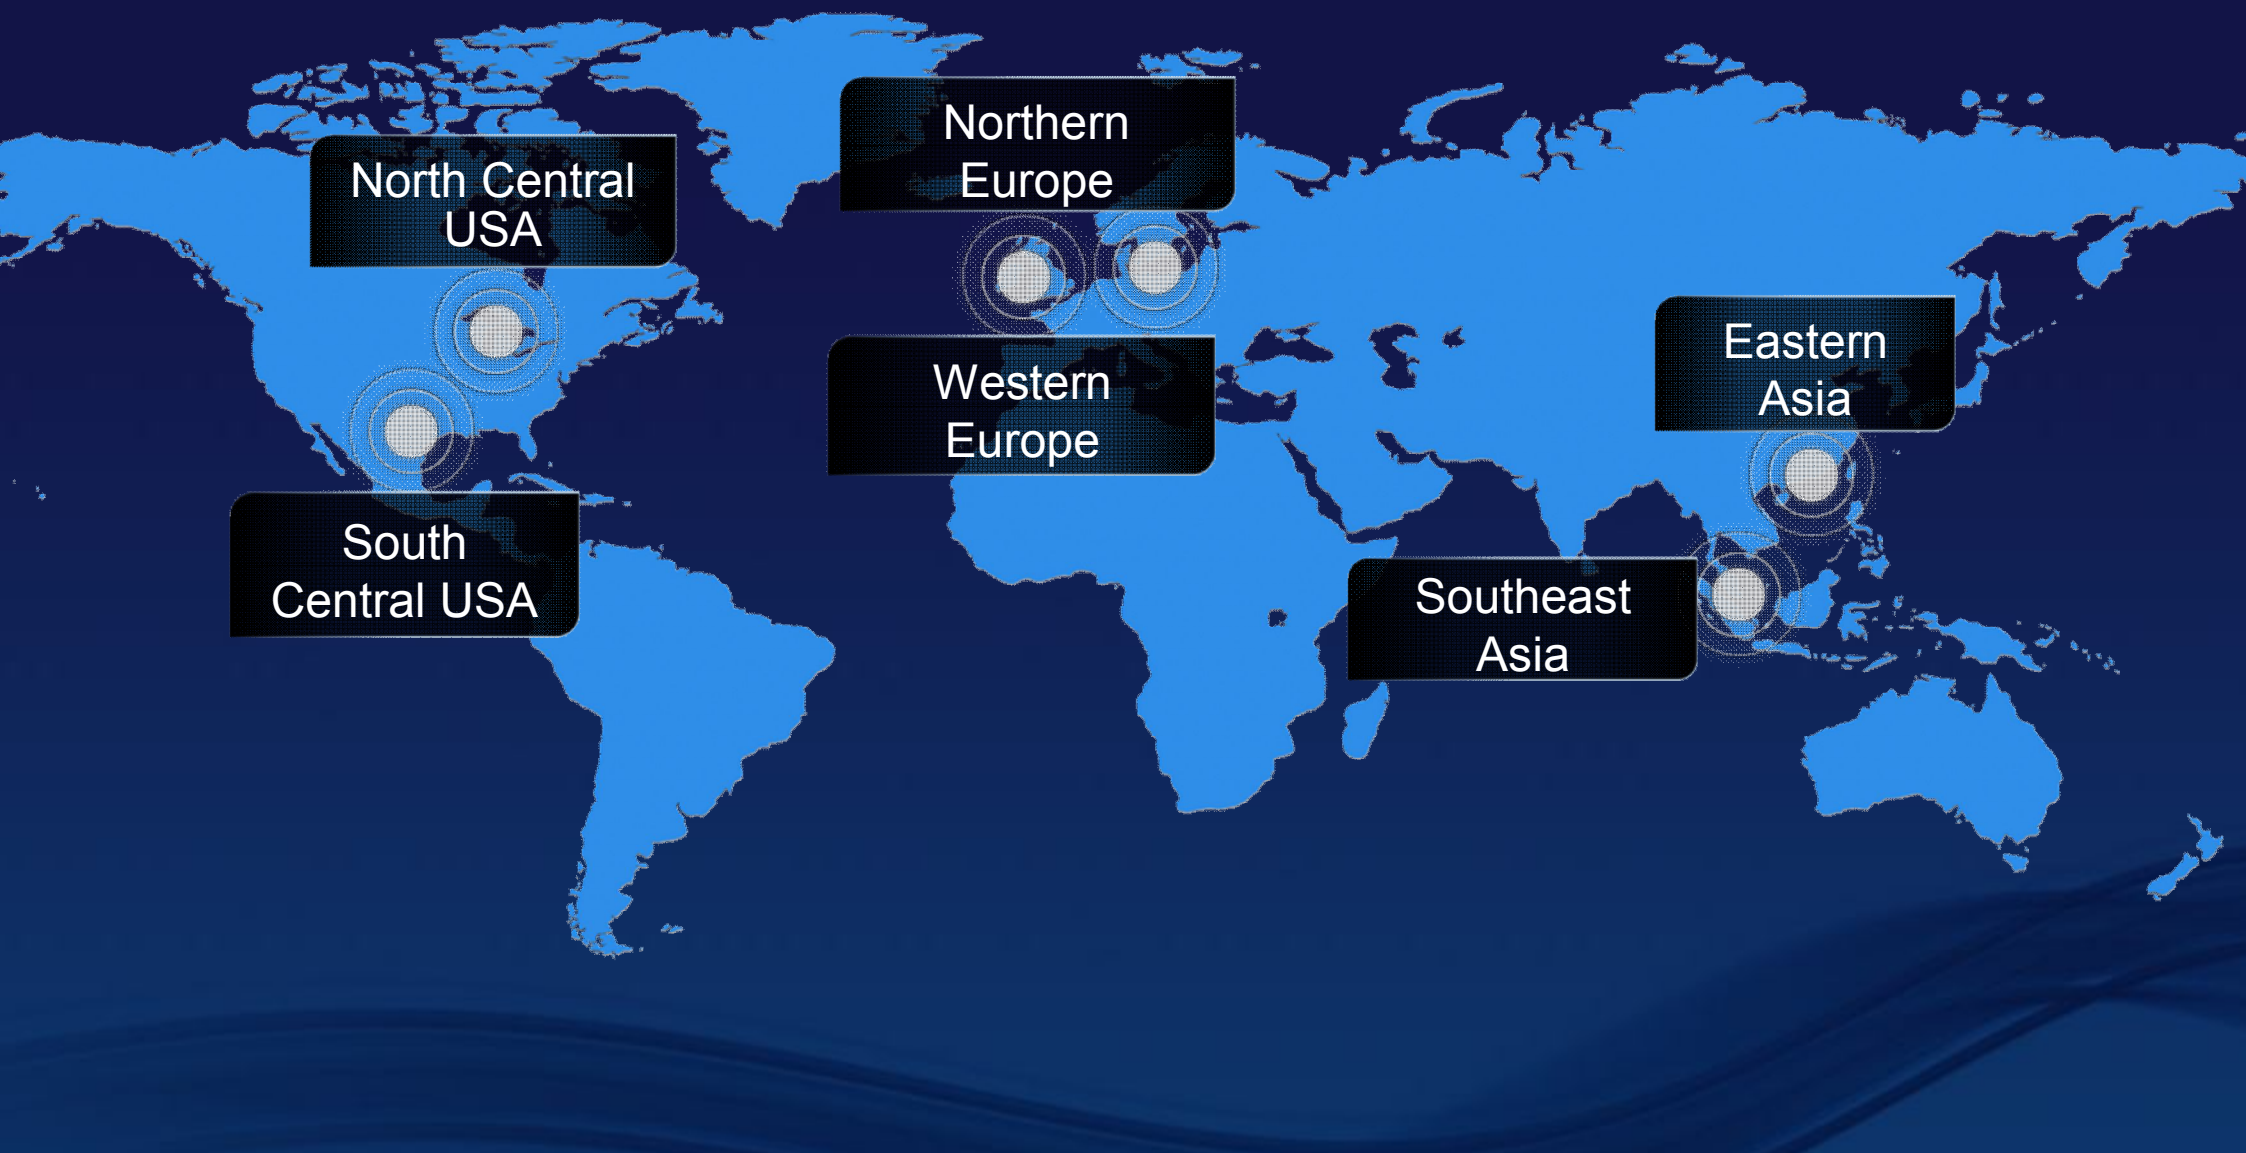 Northern
Europe
North Central
USA
Eastern
Asia
Western
Europe
South
Central USA
Southeast
Asia